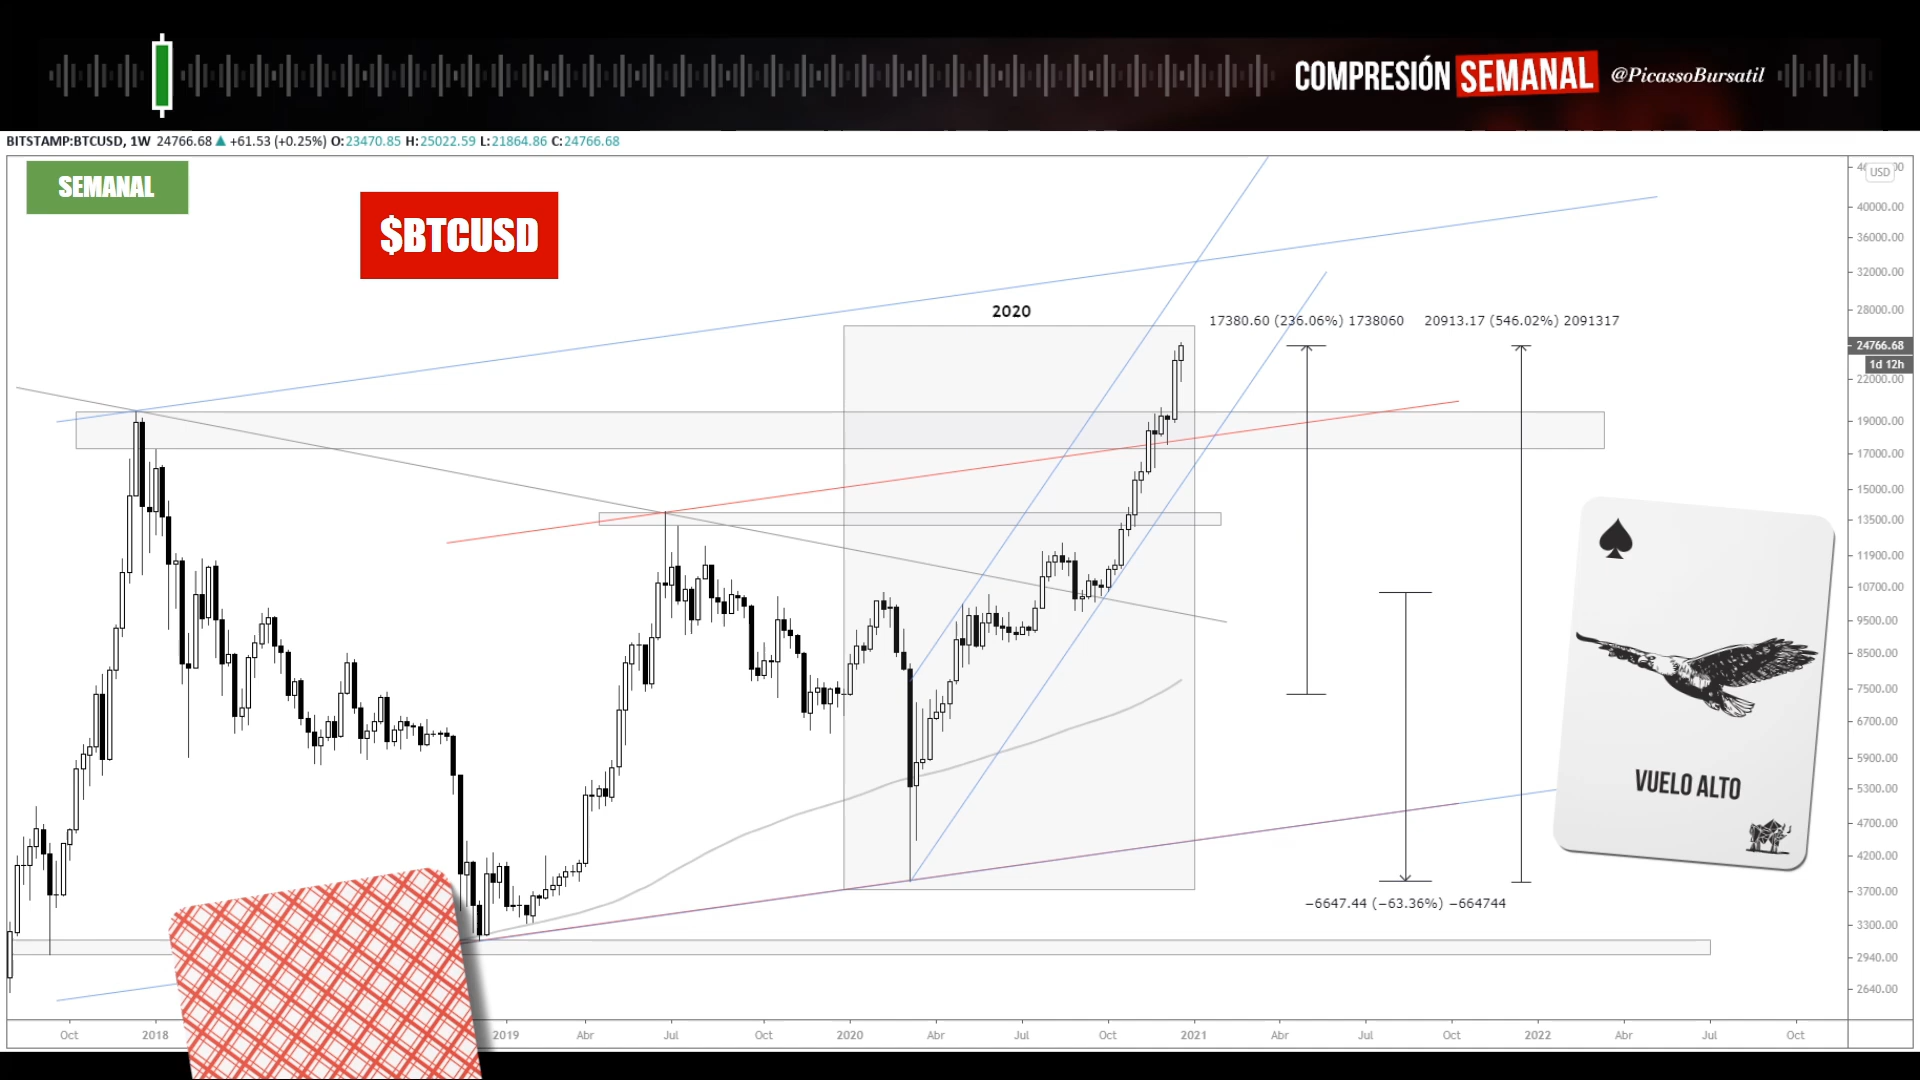 COMPRESIÓN SEMANAL @PicassoBursatil
BITSTAMP:BTCUSD, 1W 24766.68 ▲ +61.53 (+0.25%) O:23470.85 H:25022.59 L:21864.86 C:24766.68
SEMANAL
$BTCUSD
USD
40000.00
36000.00
32000.00
2020
28000.00
17380.60 (236.06%) 1738060 20913.17 (546.02%) 2091317
24766.68
1d 12h
22000.00
19000.00
17000.00
15000.00
13500.00
11900.00
10700.00
9500.00
8500.00
7500.00
6700.00
5900.00
5300.00
4700.00
4200.00
3700.00
3300.00
2940.00
2640.00
VUELO ALTO
−6647.44 (−63.36%) −664744
Oct 2018 2019 Abr Jul Oct 2020 Abr Jul Oct 2021 Abr Jul Oct 2022 Abr Jul Oct